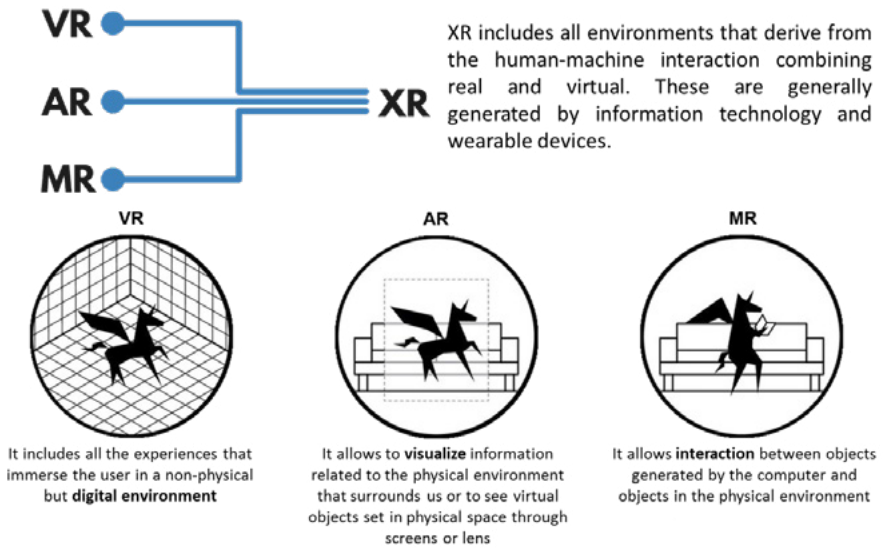 VR
AR
MR
XR
XR includes all environments that derive from
the human-machine interaction combining
real and virtual. These are generally
generated by information technology and
wearable devices.
VR
It includes all the experiences that
immerse the user in a non-physical
but digital environment
AR
It allows to visualize information
related to the physical environment
that surrounds us or to see virtual
objects set in physical space through
screens or lens
MR
It allows interaction between objects
generated by the computer and
objects in the physical environment